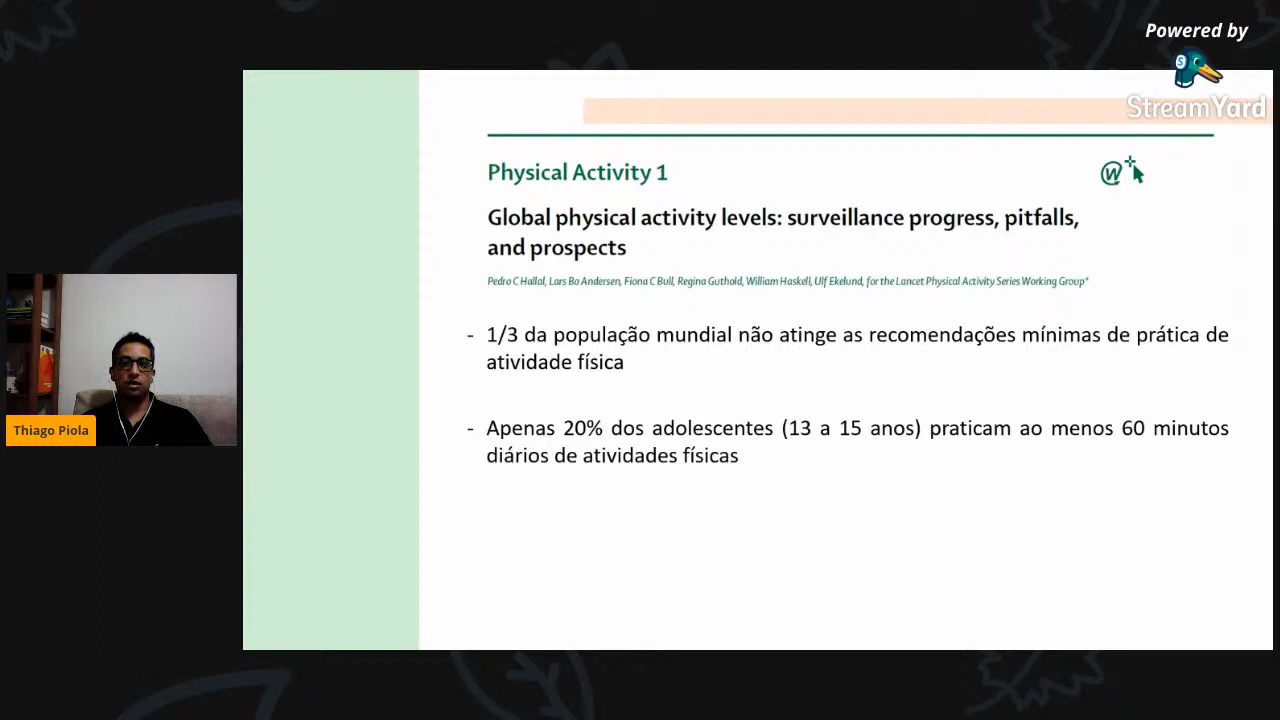 Powered by
StreamYard
Physical Activity 1
Global physical activity levels: surveillance progress, pitfalls,
and prospects
Pedro C Hallal, Lars Bo Andersen, Fiona C Bull, Regina Guthold, William Haskell, Ulf Ekelund, for the Lancet Physical Activity Series Working Group*
- 1/3 da população mundial não atinge as recomendações mínimas de prática de
atividade física
- Apenas 20% dos adolescentes (13 a 15 anos) praticam ao menos 60 minutos
diários de atividades físicas
Thiago Piola